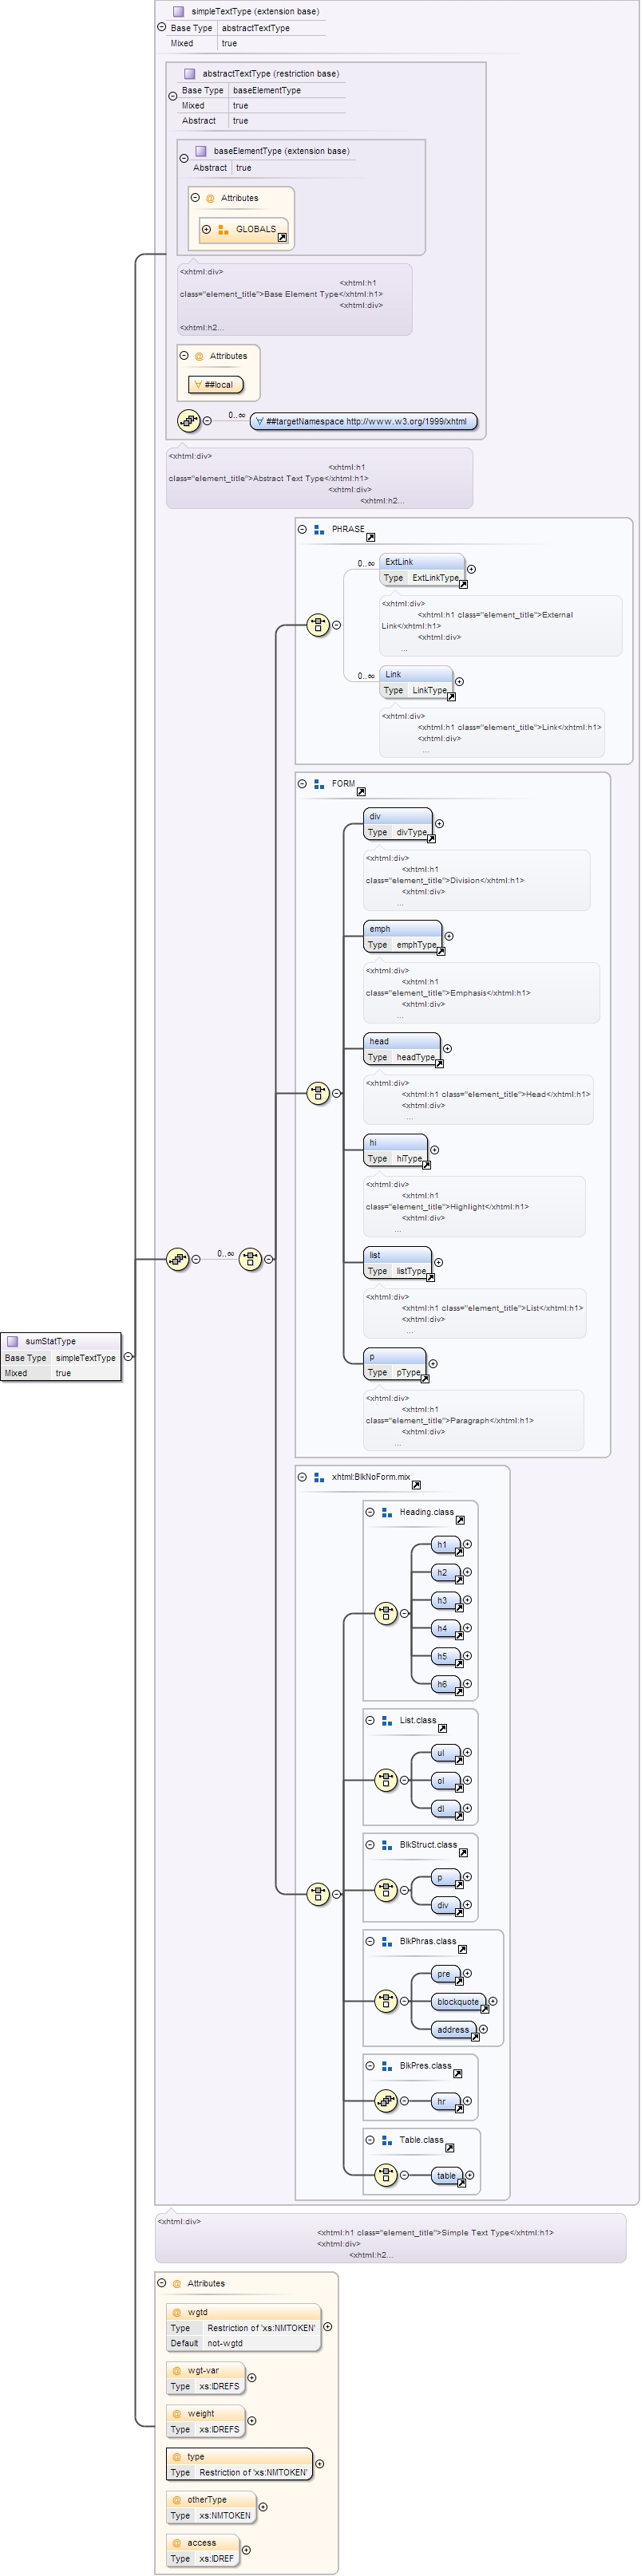 simpleTextType (extension base)
Base Type abstractTextType
Mixed true
abstractTextType (restriction base)
Base Type baseElementType
Mixed true
Abstract true
baseElementType (extension base)
Abstract true
@ Attributes
GLOBALS
<xhtml:div>
<xhtml:h1
class="element_title">Base Element Type</xhtml:h1>
<xhtml:div>
<xhtml:h2...
@ Attributes
##local
0..∞
##targetNamespace http://www.w3.org/1999/xhtml
<xhtml:div>
<xhtml:h1
class="element_title">Abstract Text Type</xhtml:h1>
<xhtml:div>
<xhtml:h2...
PHRASE
0..∞
ExtLink
Type ExtLinkType
<xhtml:div>
<xhtml:h1 class="element_title">External
Link</xhtml:h1>
<xhtml:div>
...
0..∞
Link
Type LinkType
<xhtml:div>
<xhtml:h1 class="element_title">Link</xhtml:h1>
<xhtml:div>
...
FORM
div
Type divType
<xhtml:div>
<xhtml:h1
class="element_title">Division</xhtml:h1>
<xhtml:div>
...
emph
Type emphType
<xhtml:div>
<xhtml:h1
class="element_title">Emphasis</xhtml:h1>
<xhtml:div>
...
head
Type headType
<xhtml:div>
<xhtml:h1 class="element_title">Head</xhtml:h1>
<xhtml:div>
...
hi
Type hiType
<xhtml:div>
<xhtml:h1
class="element_title">Highlight</xhtml:h1>
<xhtml:div>
...
0..∞
list
Type listType
<xhtml:div>
<xhtml:h1 class="element_title">List</xhtml:h1>
<xhtml:div>
...
sumStatType
Base Type simpleTextType
Mixed true
p
Type pType
<xhtml:div>
<xhtml:h1
class="element_title">Paragraph</xhtml:h1>
<xhtml:div>
...
xhtml:BlkNoForm.mix
Heading.class
h1
h2
h3
h4
h5
h6
List.class
ul
ol
dl
BlkStruct.class
p
div
BlkPhras.class
pre
blockquote
address
BlkPres.class
hr
Table.class
table
<xhtml:div>
<xhtml:h1 class="element_title">Simple Text Type</xhtml:h1>
<xhtml:div>
<xhtml:h2...
@ Attributes
@ wgtd
Type Restriction of 'xs:NMTOKEN'
Default not-wgtd
@ wgt-var
Type xs:IDREFS
@ weight
Type xs:IDREFS
@ type
Type Restriction of 'xs:NMTOKEN'
@ otherType
Type xs:NMTOKEN
@ access
Type xs:IDREF